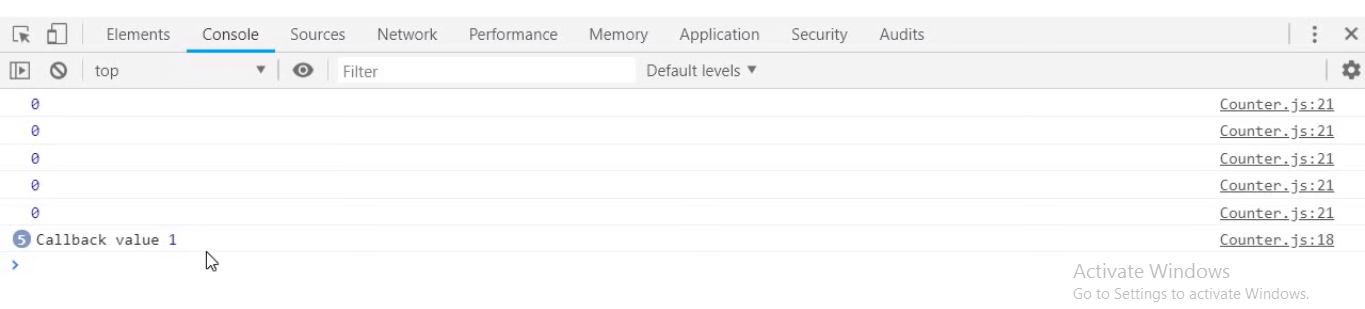 Elements Console Sources Network Performance Memory Application Security Audits
top Filter Default levels
0 Counter.js:21
0 Counter.js:21
0 Counter.js:21
0 Counter.js:21
0 Counter.js:21
5 Callback value 1 Counter.js:18
Activate Windows
Go to Settings to activate Windows.